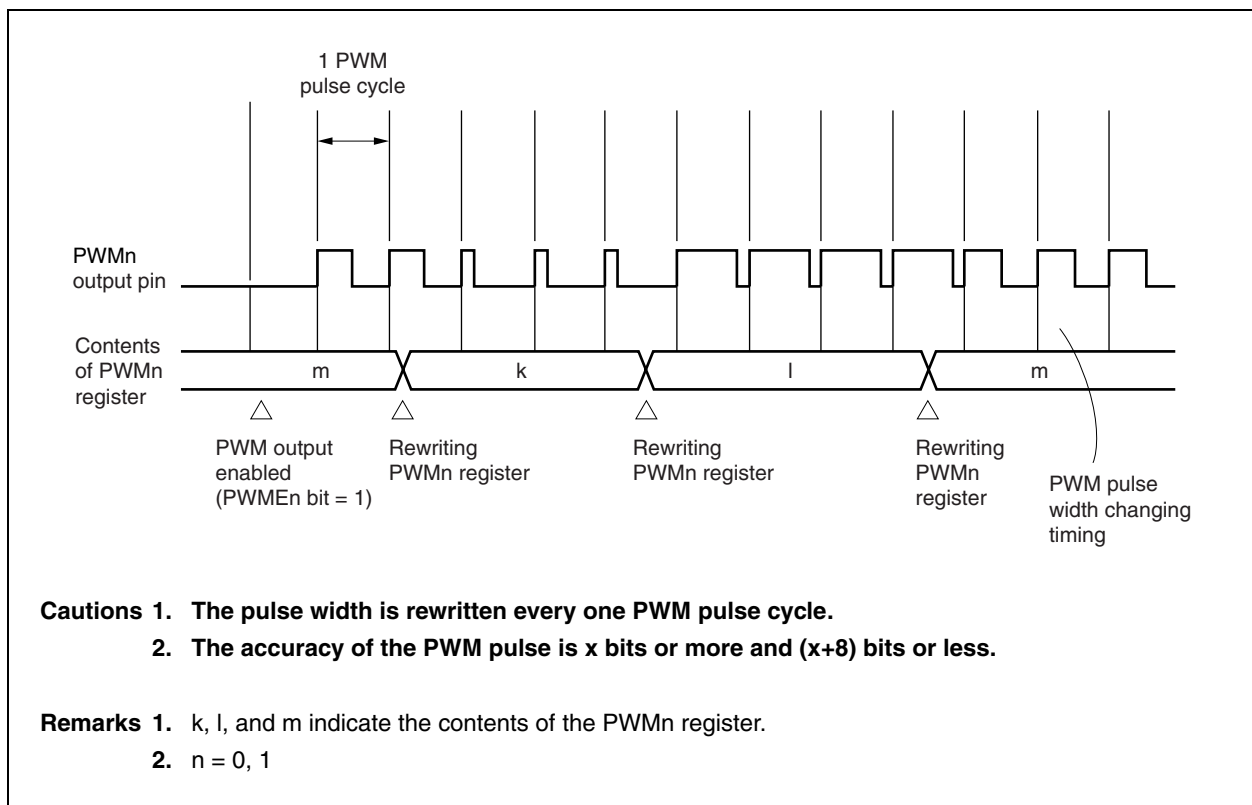 1 PWM
pulse cycle
PWMn
output pin
Contents
of PWMn
register
m
k
l
m
PWM output
enabled
(PWMEn bit = 1)
Rewriting
PWMn register
Rewriting
PWMn register
Rewriting
PWMn
register
PWM pulse
width changing
timing
Cautions 1. The pulse width is rewritten every one PWM pulse cycle.
2. The accuracy of the PWM pulse is x bits or more and (x+8) bits or less.
Remarks 1. k, l, and m indicate the contents of the PWMn register.
2. n = 0, 1